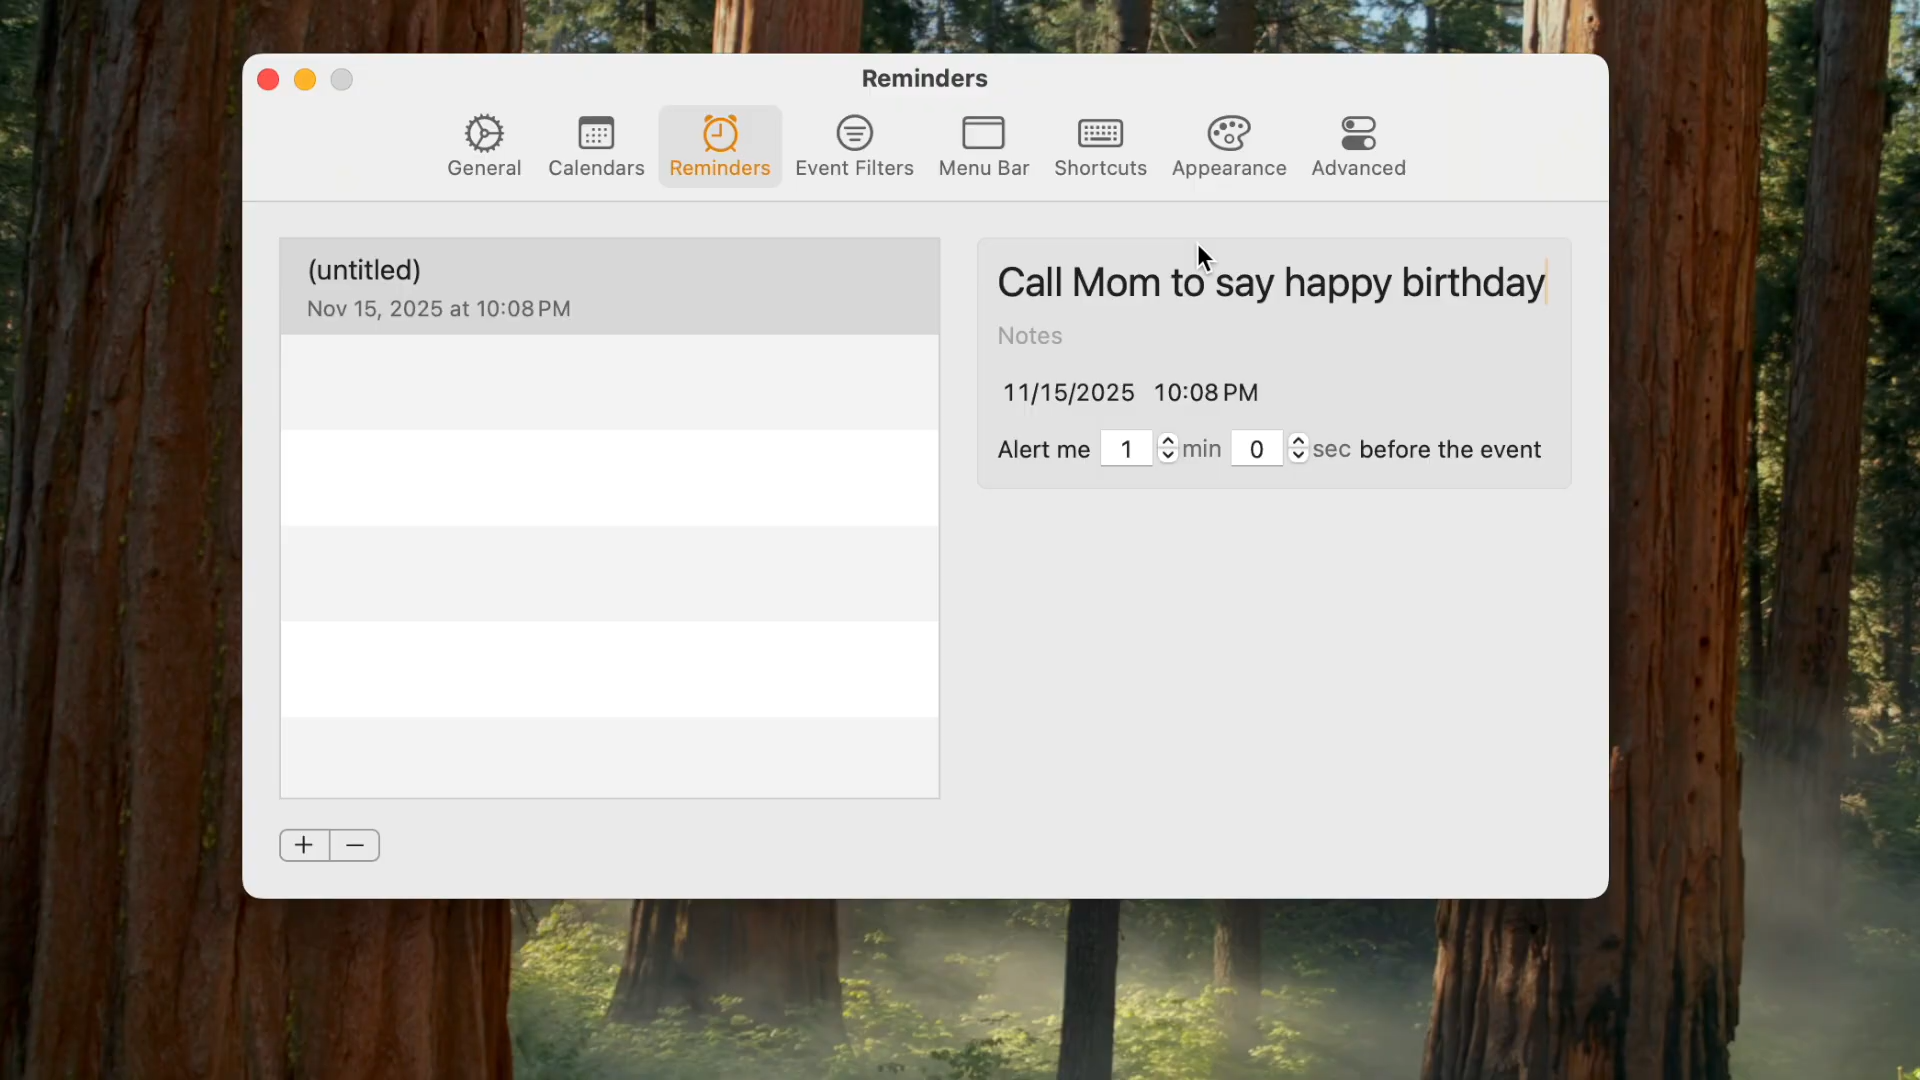 Reminders
General Calendars Reminders Event Filters Menu Bar Shortcuts Appearance Advanced
(untitled)
Nov 15, 2025 at 10:08 PM
Call Mom to say happy birthday
Notes
11/15/2025 10:08 PM
Alert me 1 min 0 sec before the event